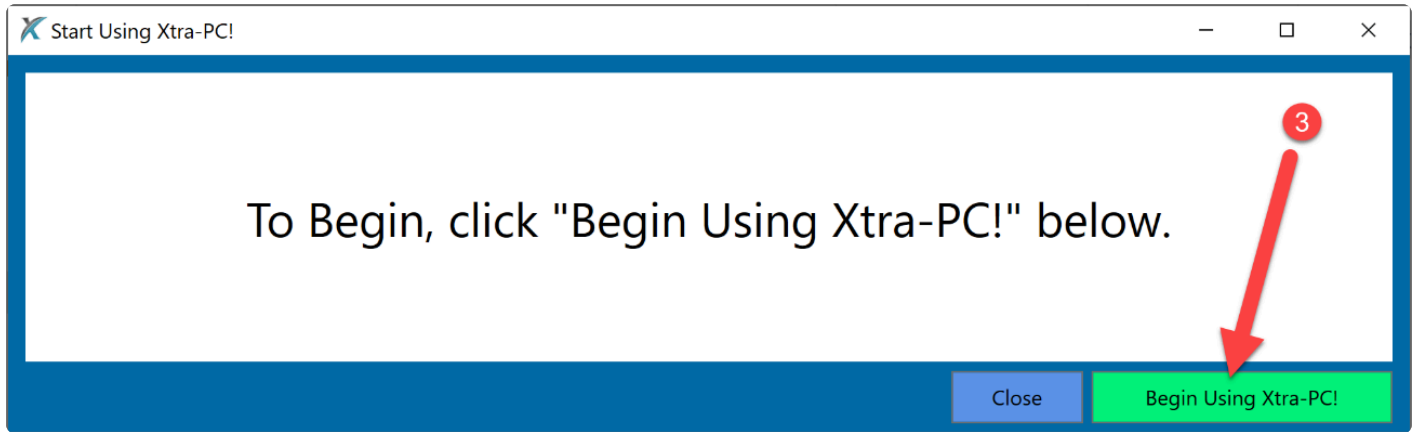 Start Using Xtra-PC!
3
To Begin, click "Begin Using Xtra-PC!" below.
Close
Begin Using Xtra-PC!